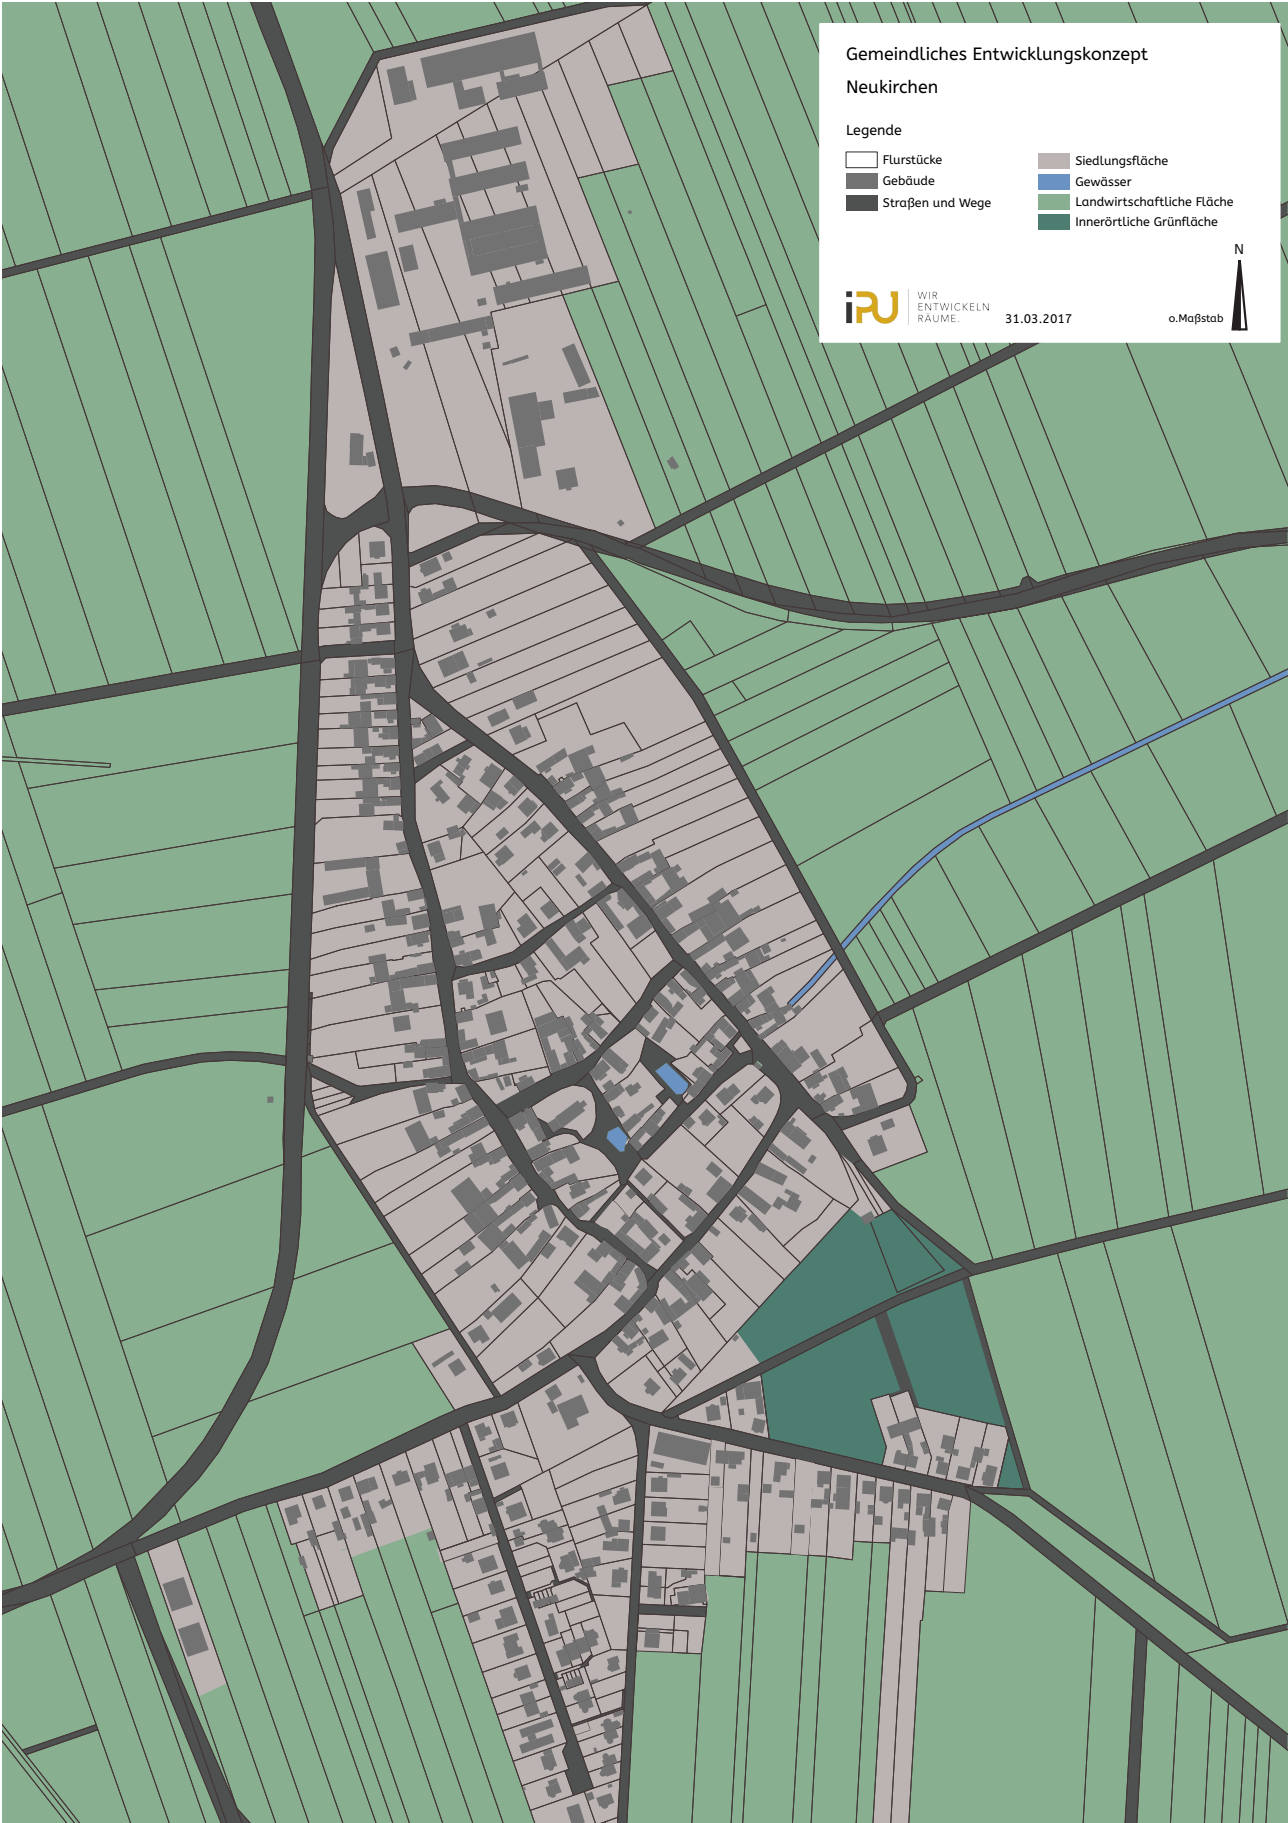 Gemeindliches Entwicklungskonzept
Neukirchen
Legende
Flurstücke
Gebäude
Straßen und Wege
Siedlungsfläche
Gewässer
Landwirtschaftliche Fläche
Innerörtliche Grünfläche
N
iPU
WIR
ENTWICKELN
RÄUME.
31.03.2017
o.Maßstab